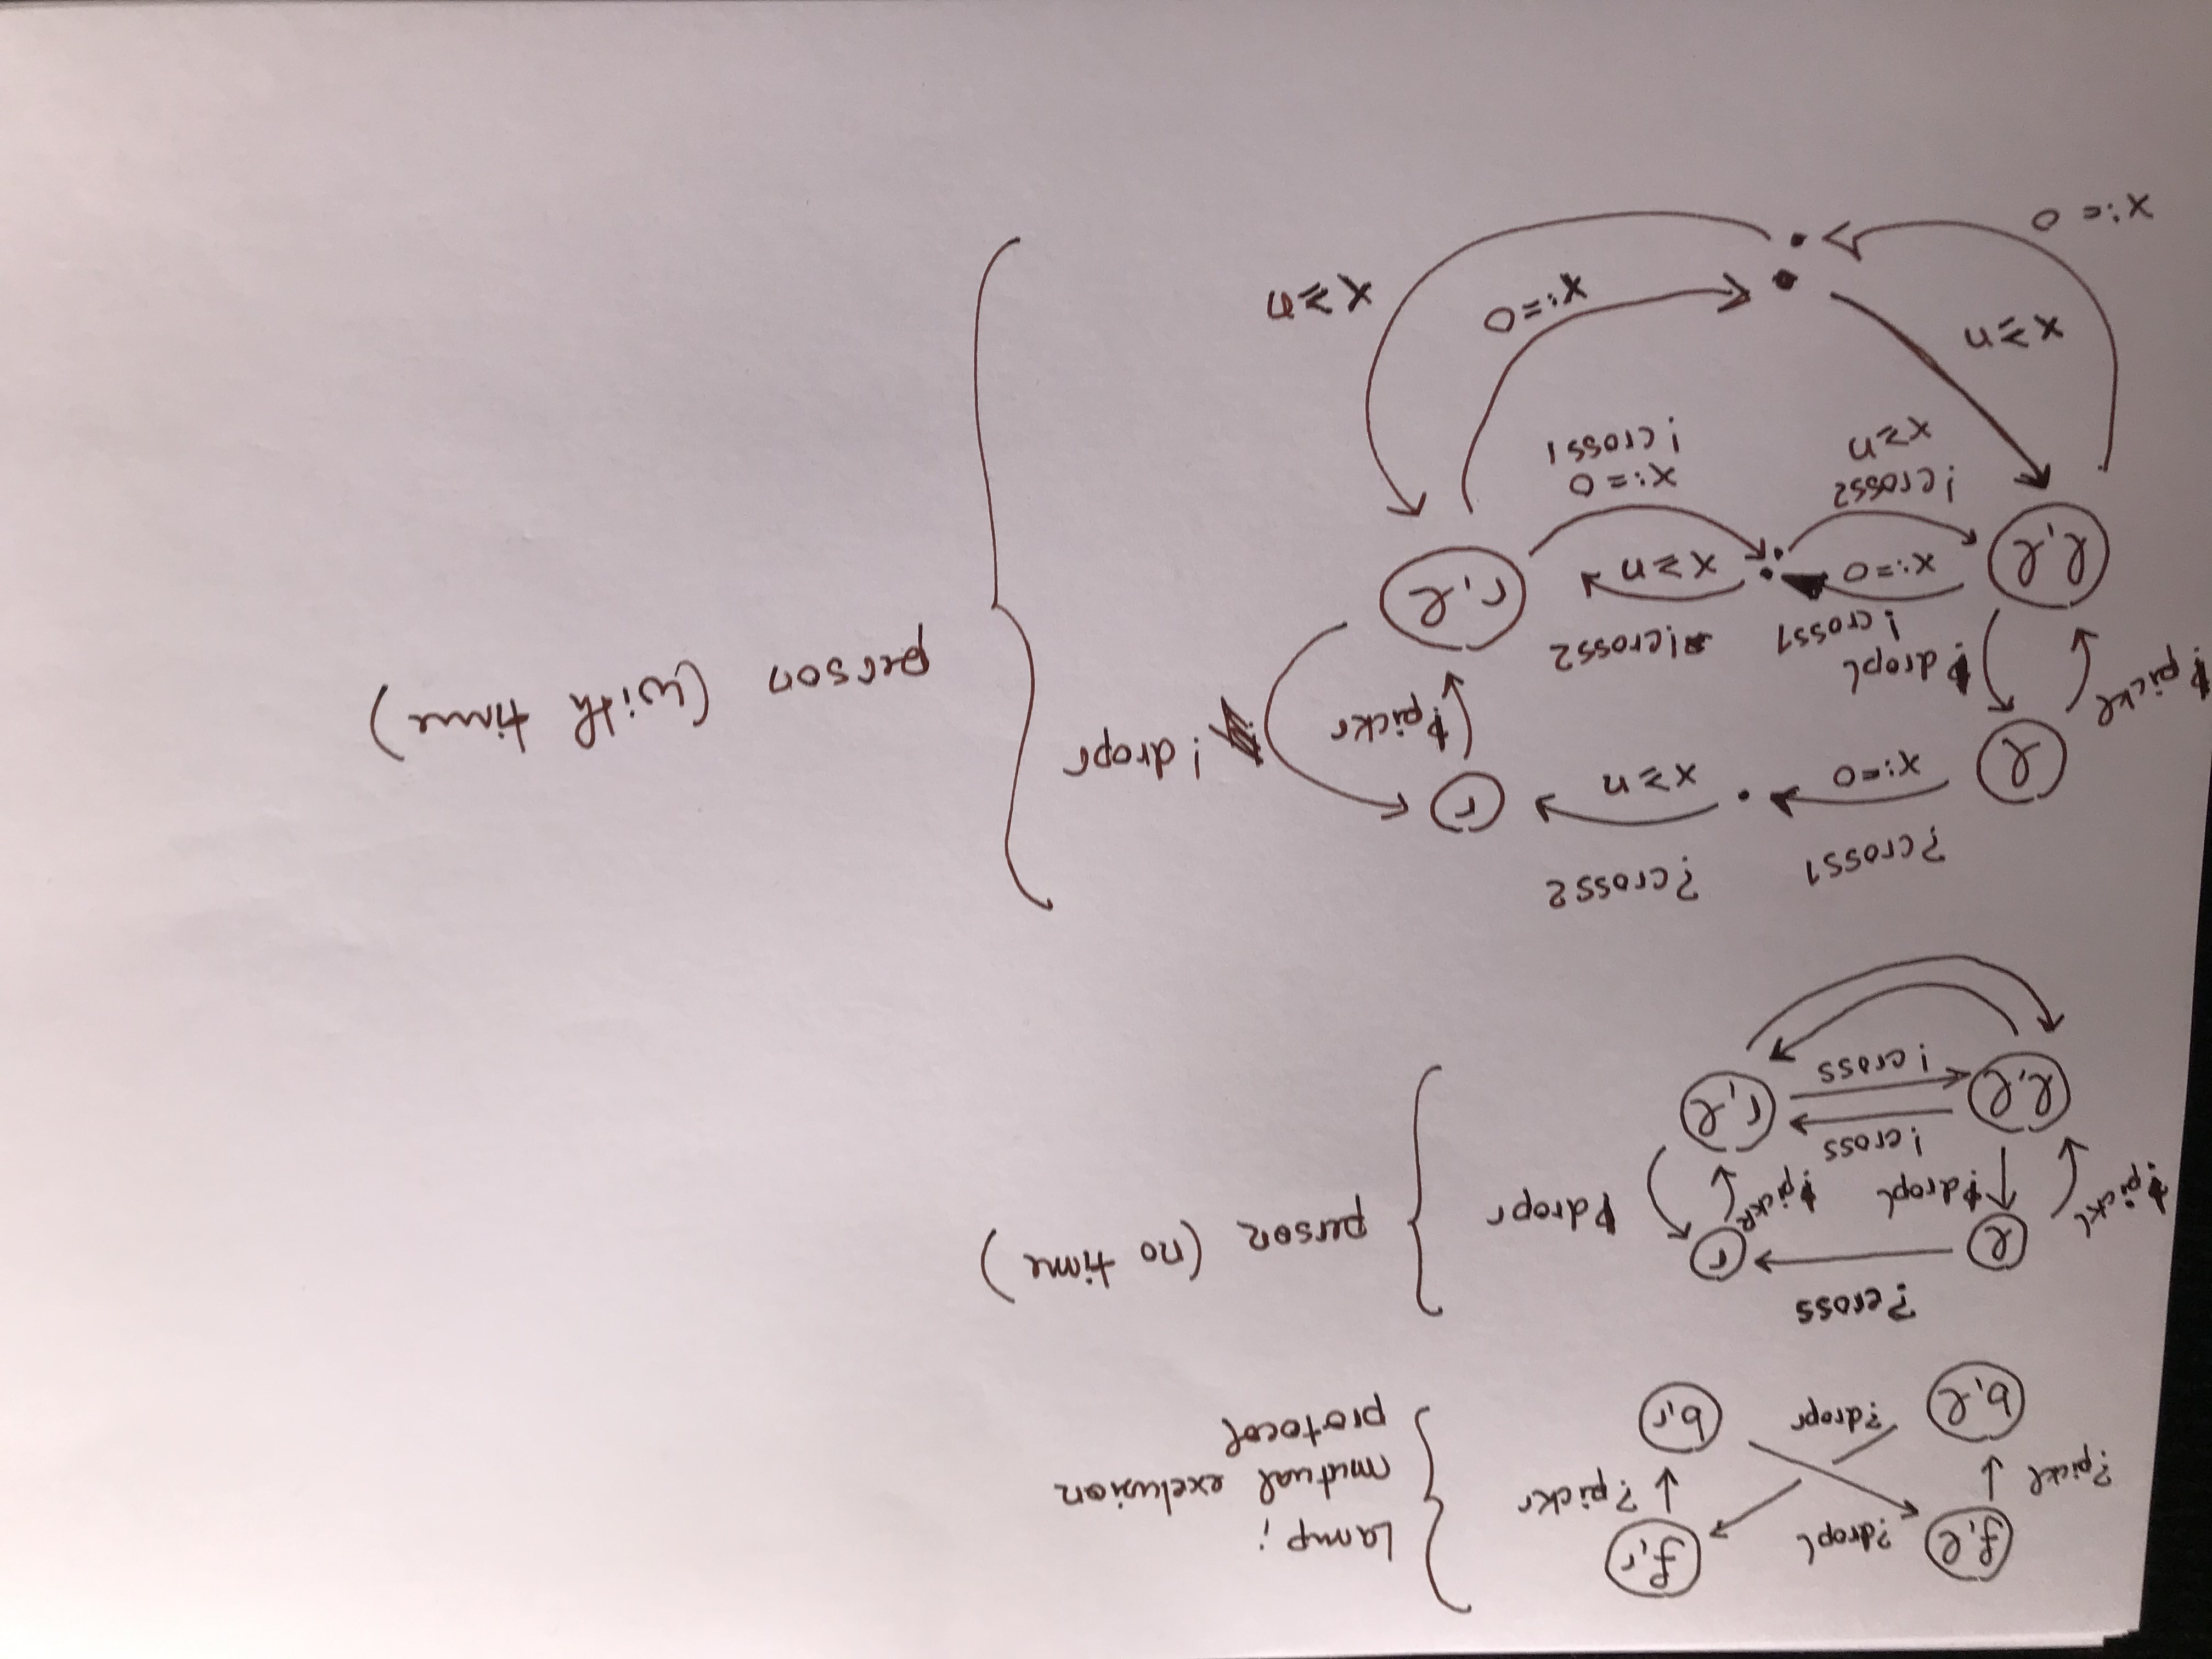 f,l
?dropl
f,r
Lamp;
?pickl
?pickr
mutual exclusion
b,l
?dropr
b,r
protocol
?cross
l
r
person (no time)
!pickl
!dropl
!pickr
!dropr
!cross
l,l
r,l
!cross
?cross1
?cross2
l
x:=0
x≥n
r
!dropr
!pickl
!dropl
!pickr
person (with time)
!cross1
!cross2
l,l
x:=0
x≥n
r,l
!cross2
x:=0
x≥n
!cross1
x≥n
x:=0
x≥n
x:=0